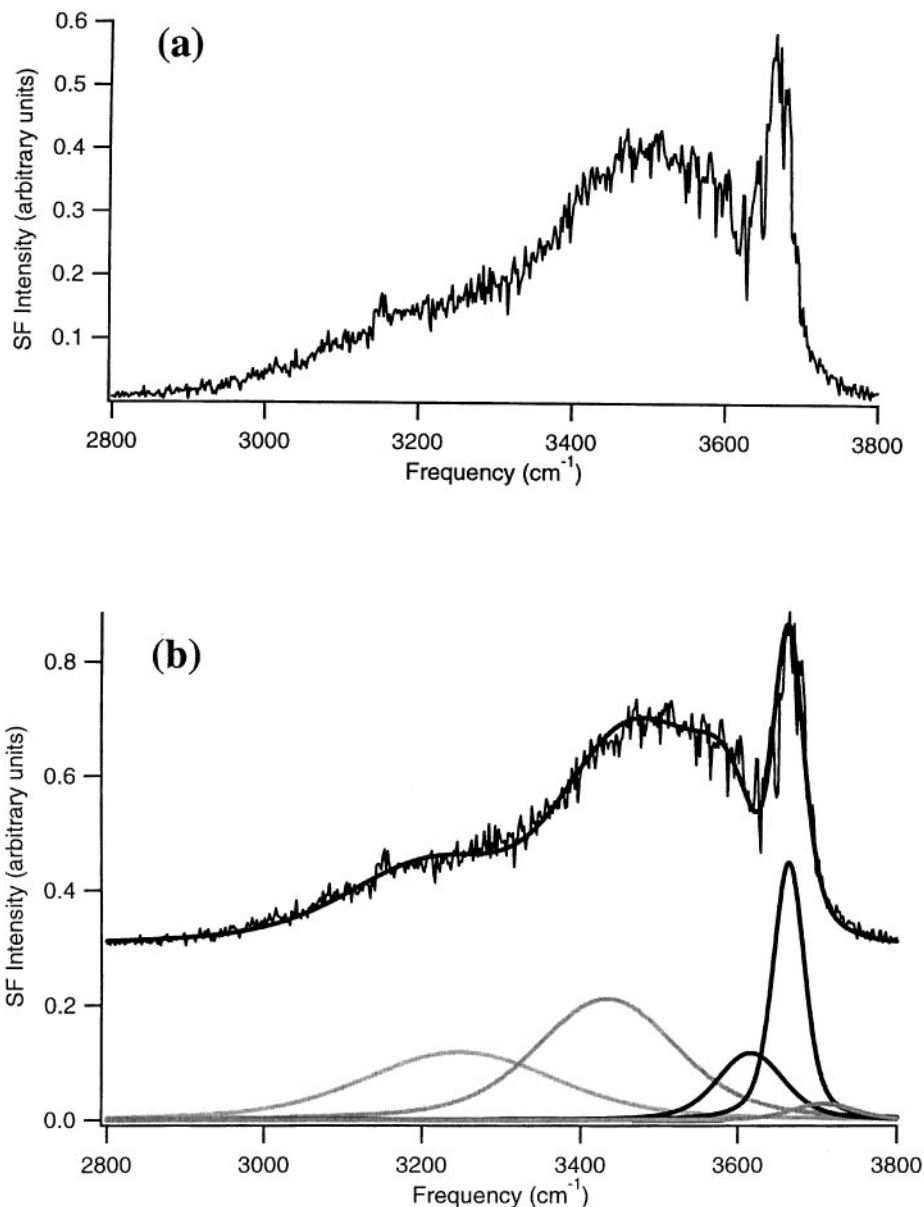 (a)
SF Intensity (arbitrary units)
0.6
0.5
0.4
0.3
0.2
0.1
2800 3000 3200 3400 3600 3800
Frequency (cm⁻¹)
(b)
SF Intensity (arbitrary units)
0.8
0.6
0.4
0.2
0.0
2800 3000 3200 3400 3600 3800
Frequency (cm⁻¹)